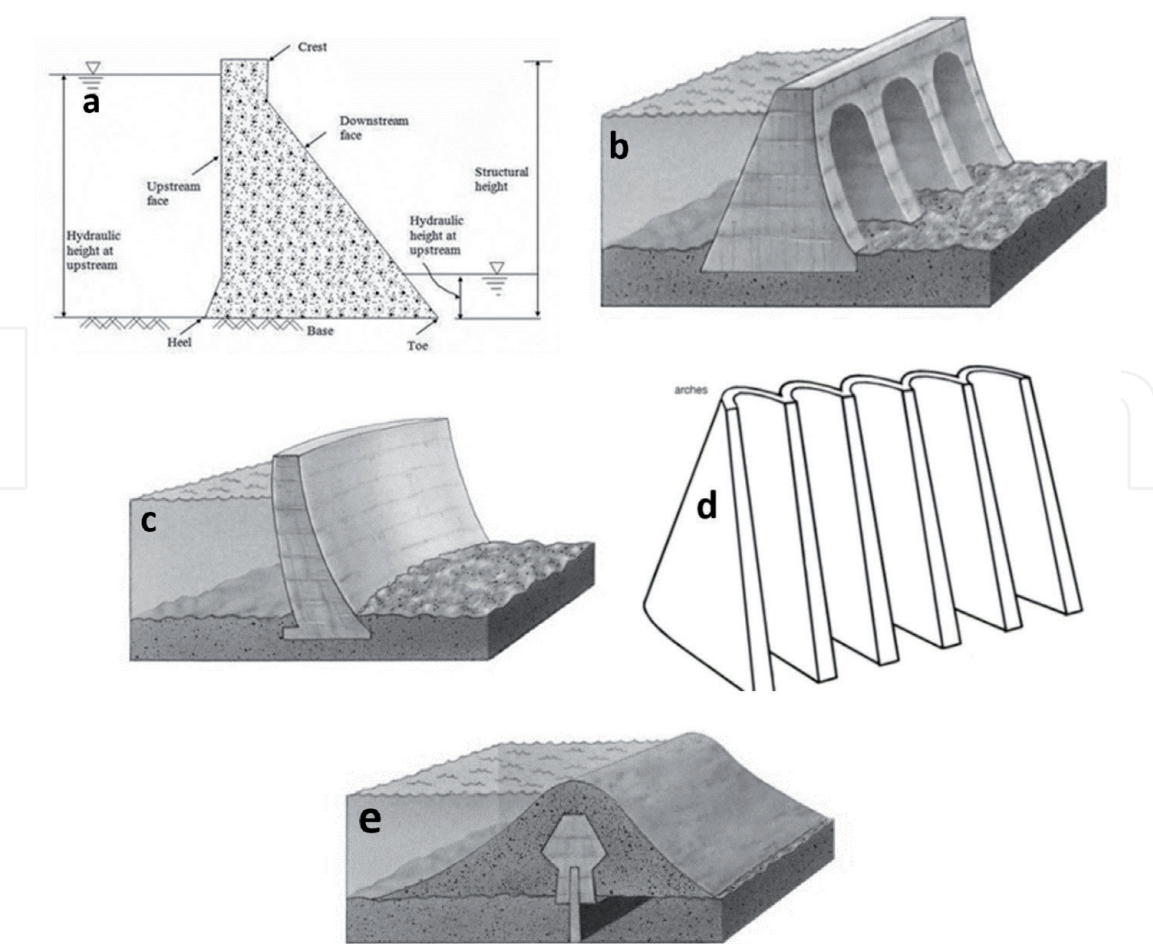 Crest
a
Downstream
face
Upstream
face
Structural
height
Hydraulic
height at
upstream
Hydraulic
height at
upstream
Heel
Base
Toe
b
c
arches
d
e